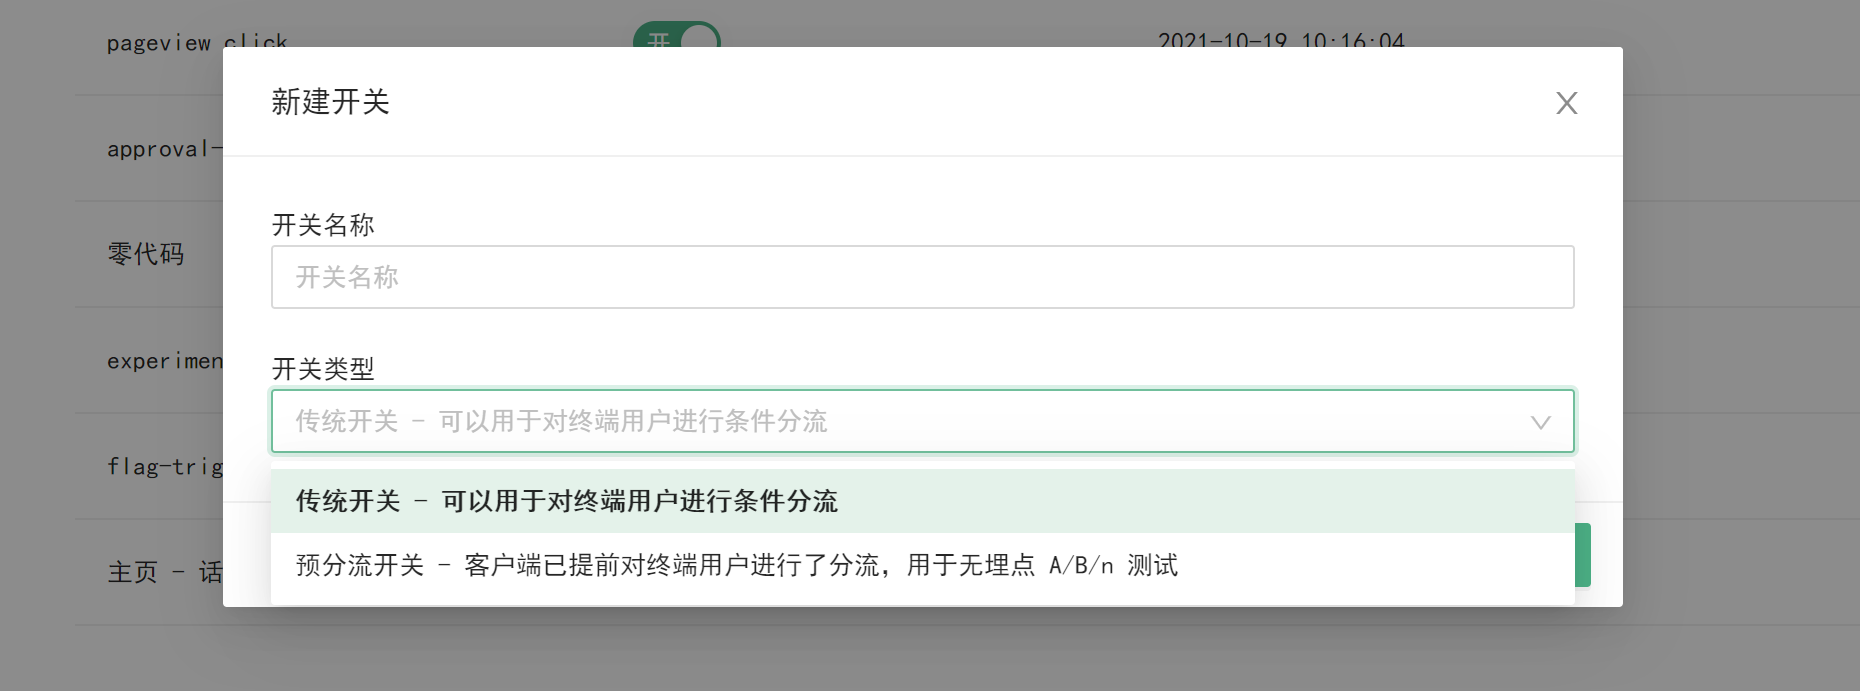 pageview click
开
2021-10-19 10:16:04
新建开关
approval-
开关名称
零代码
开关名称
experimen
开关类型
传统开关 - 可以用于对终端用户进行条件分流
flag-trig
传统开关 - 可以用于对终端用户进行条件分流
预分流开关 - 客户端已提前对终端用户进行了分流，用于无埋点 A/B/n 测试
主页 - 话